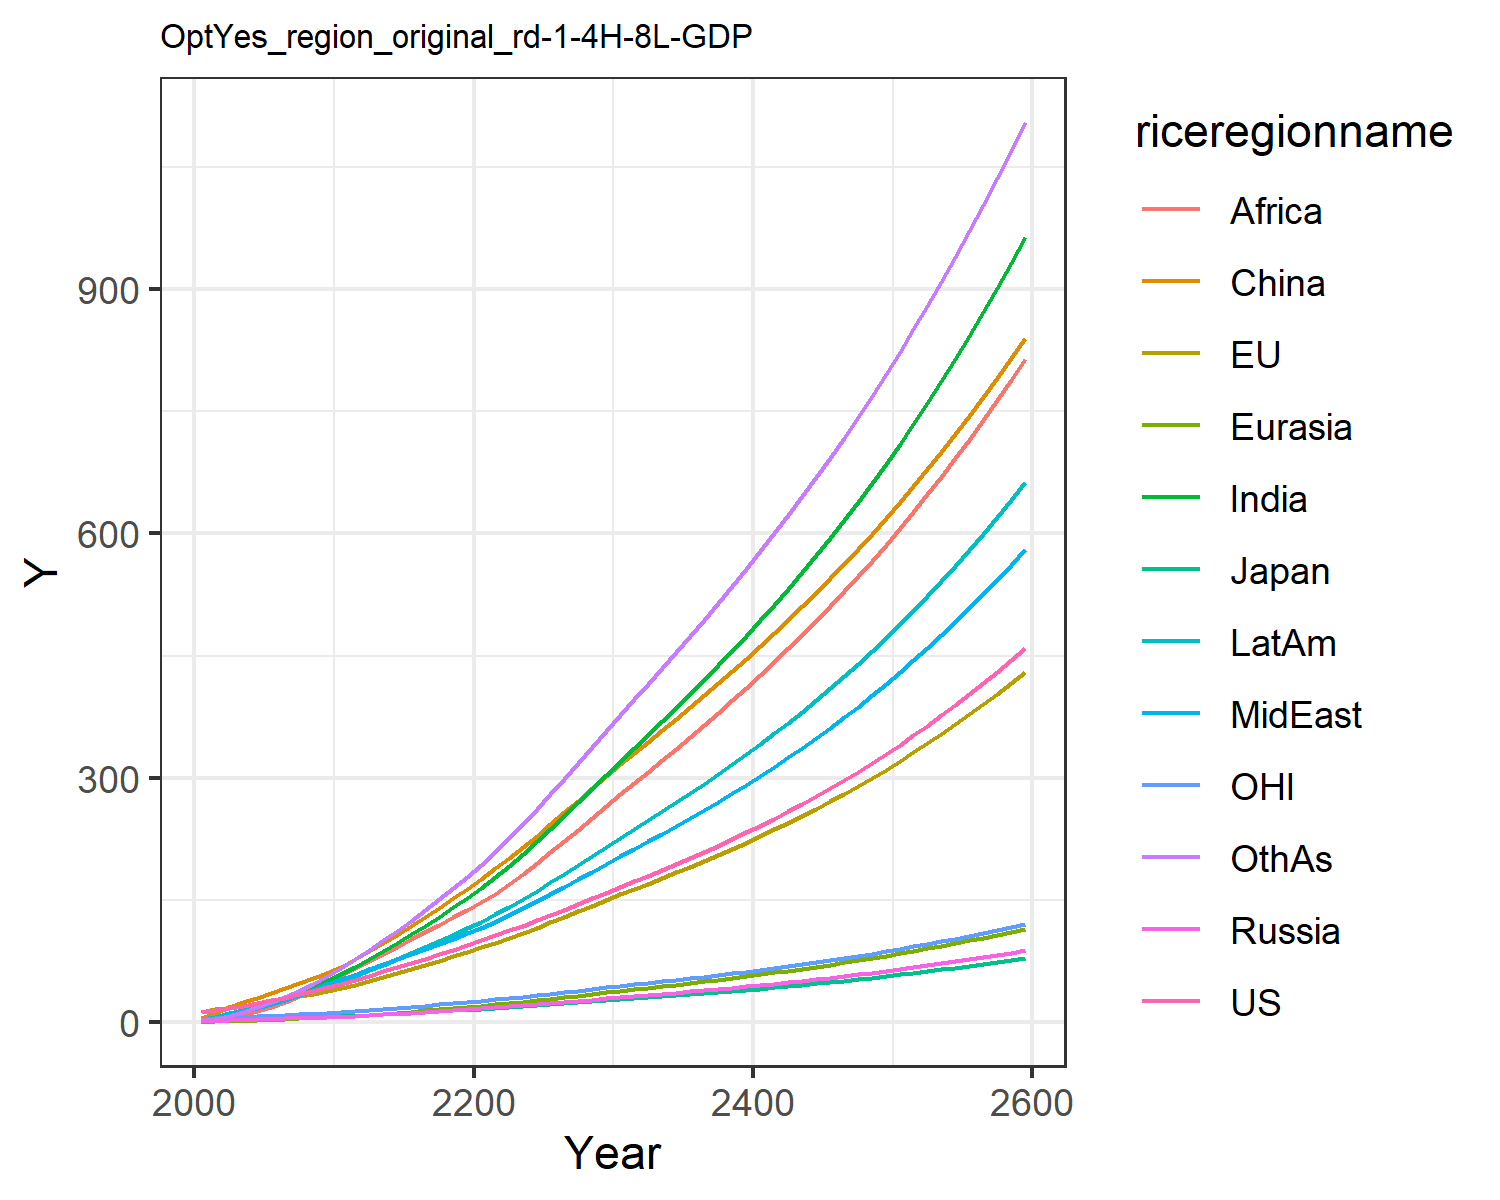 OptYes_region_original_rd-1-4H-8L-GDP
riceregionname
Africa
China
EU
Eurasia
India
Japan
LatAm
MidEast
OHI
OthAs
Russia
US
900
600
300
0
Y
2000 2200 2400 2600
Year